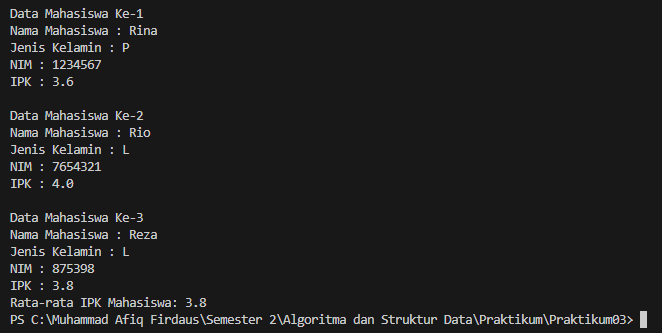 Data Mahasiswa Ke-1
Nama Mahasiswa : Rina
Jenis Kelamin : P
NIM : 1234567
IPK : 3.6
Data Mahasiswa Ke-2
Nama Mahasiswa : Rio
Jenis Kelamin : L
NIM : 7654321
IPK : 4.0
Data Mahasiswa Ke-3
Nama Mahasiswa : Reza
Jenis Kelamin : L
NIM : 875398
IPK : 3.8
Rata-rata IPK Mahasiswa: 3.8
PS C:\Muhammad Afiq Firdaus\Semester 2\Algoritma dan Struktur Data\Praktikum\Praktikum03>